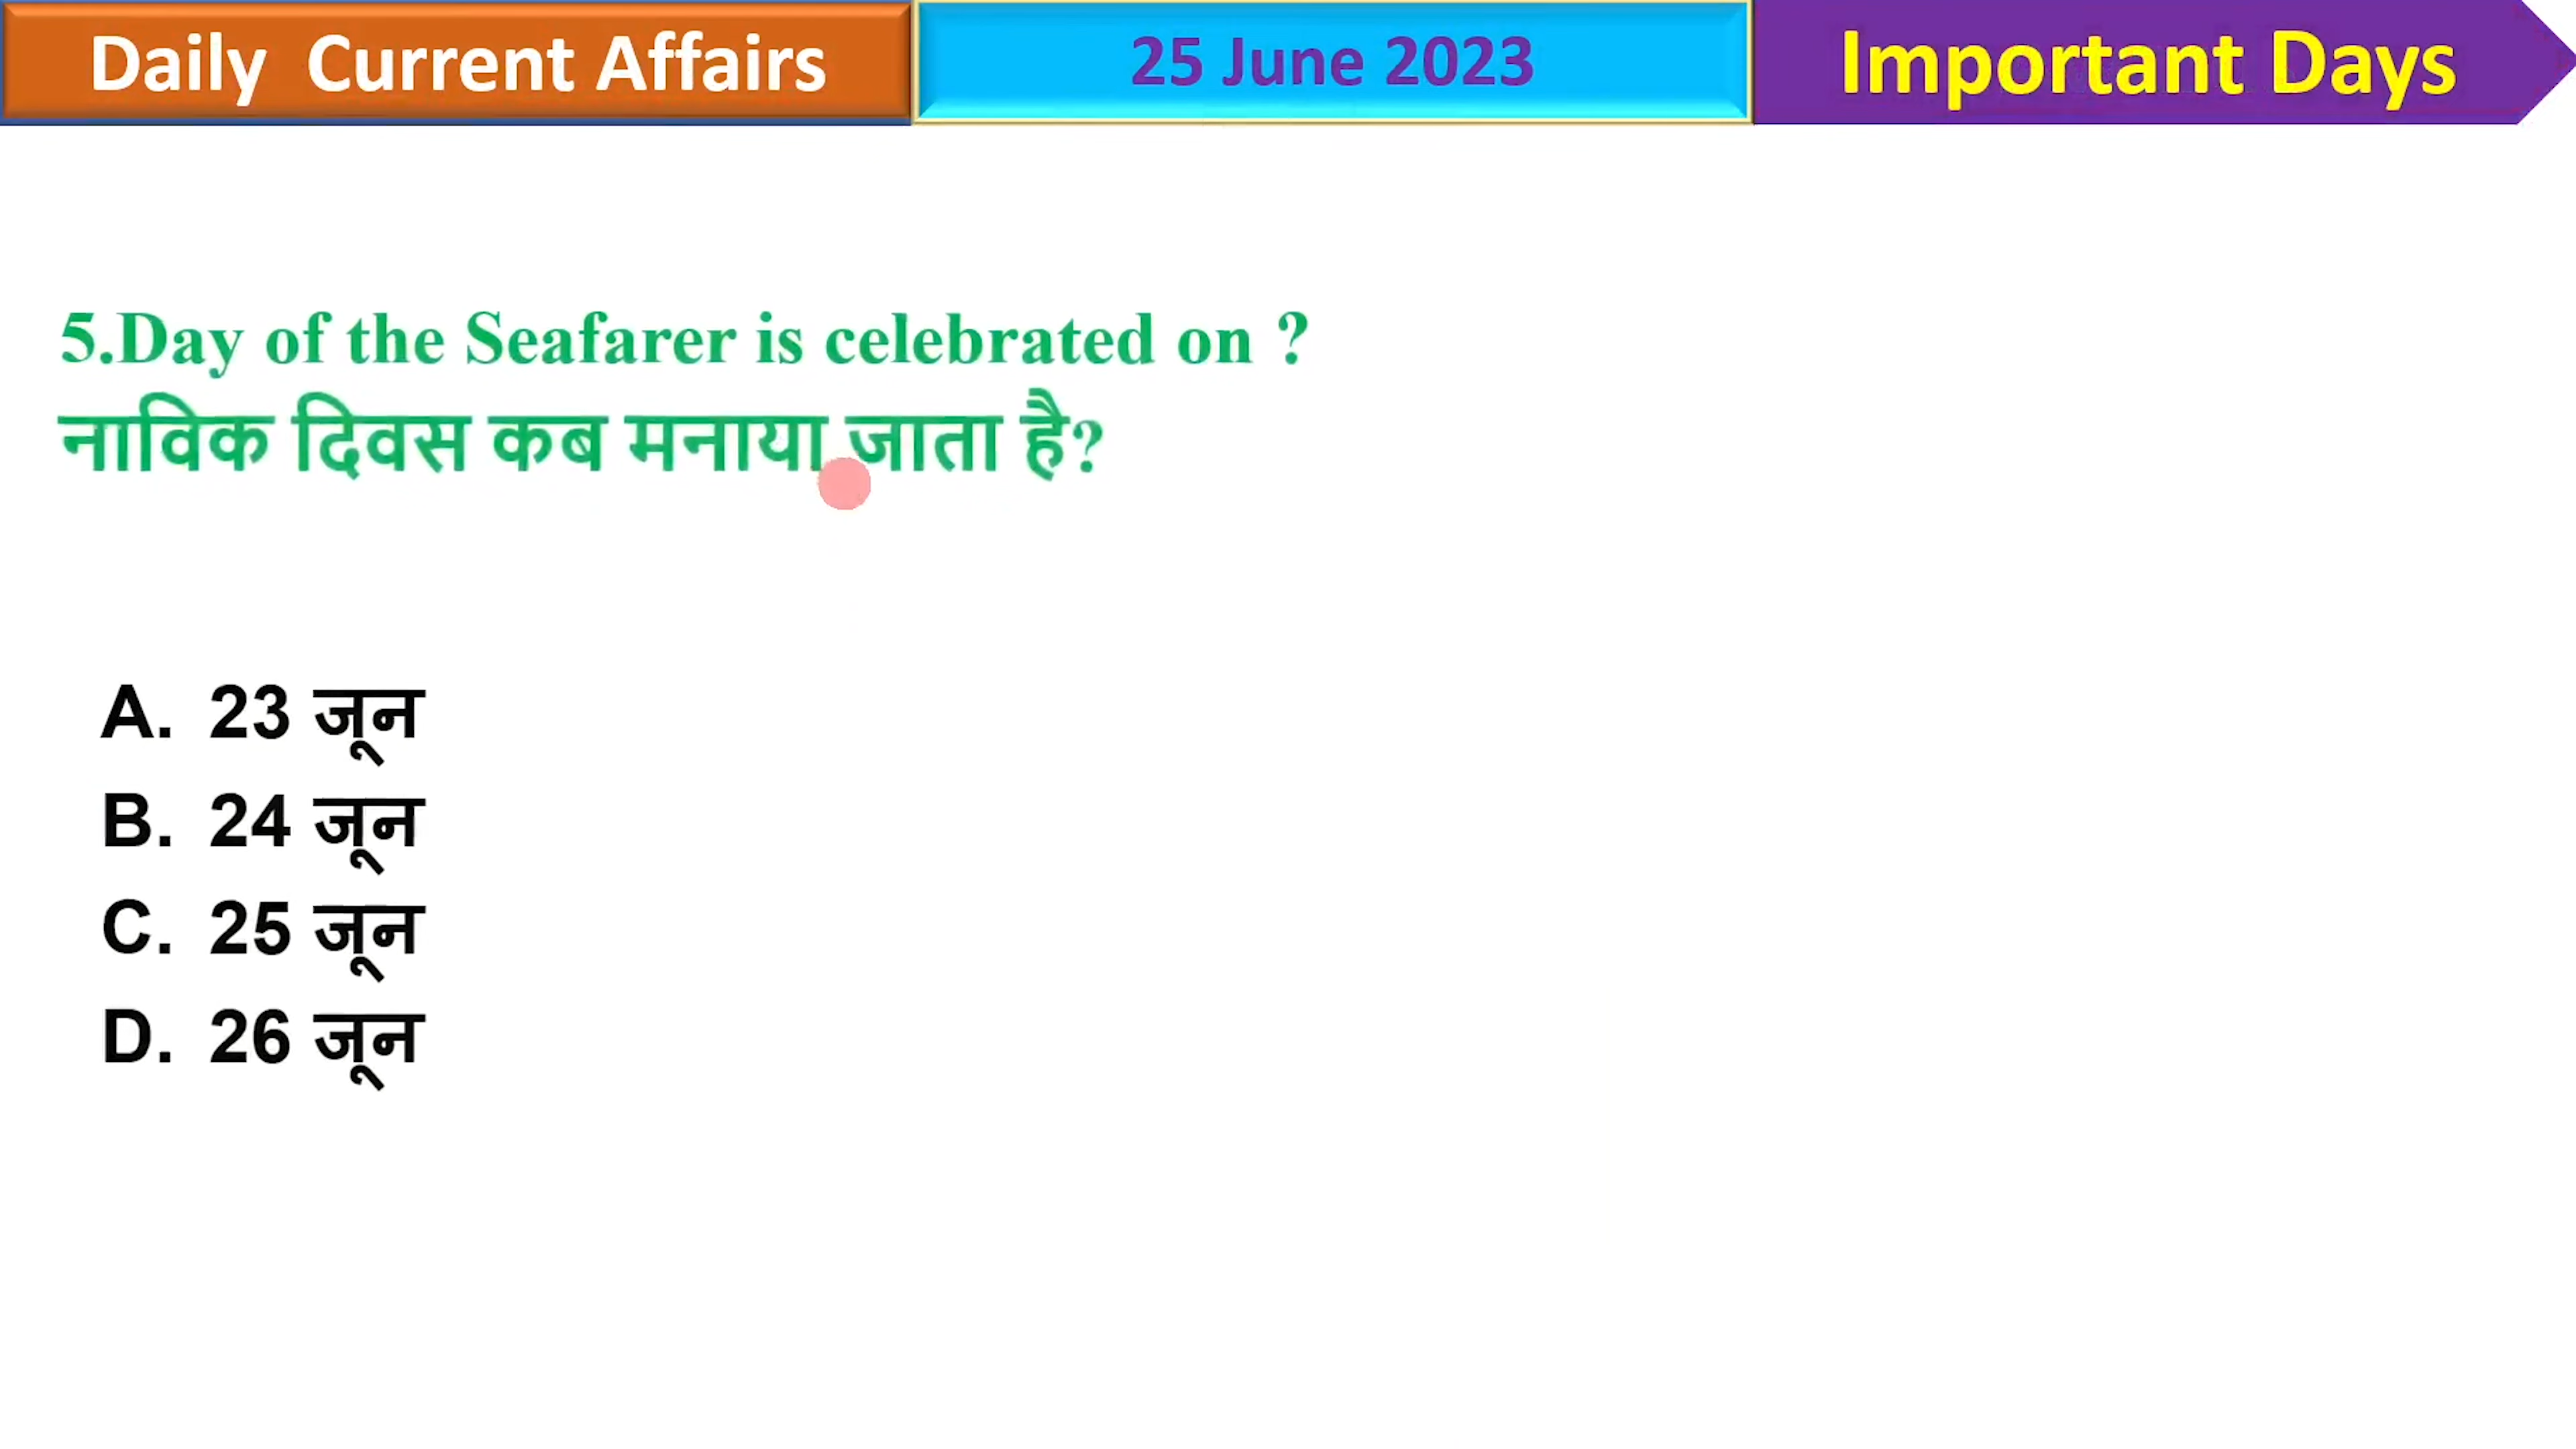 Daily Current Affairs
25 June 2023
Important Days
5.Day of the Seafarer is celebrated on ?
नाविक दिवस कब मनाया जाता है?
A. 23 जून
B. 24 जून
C. 25 जून
D. 26 जून